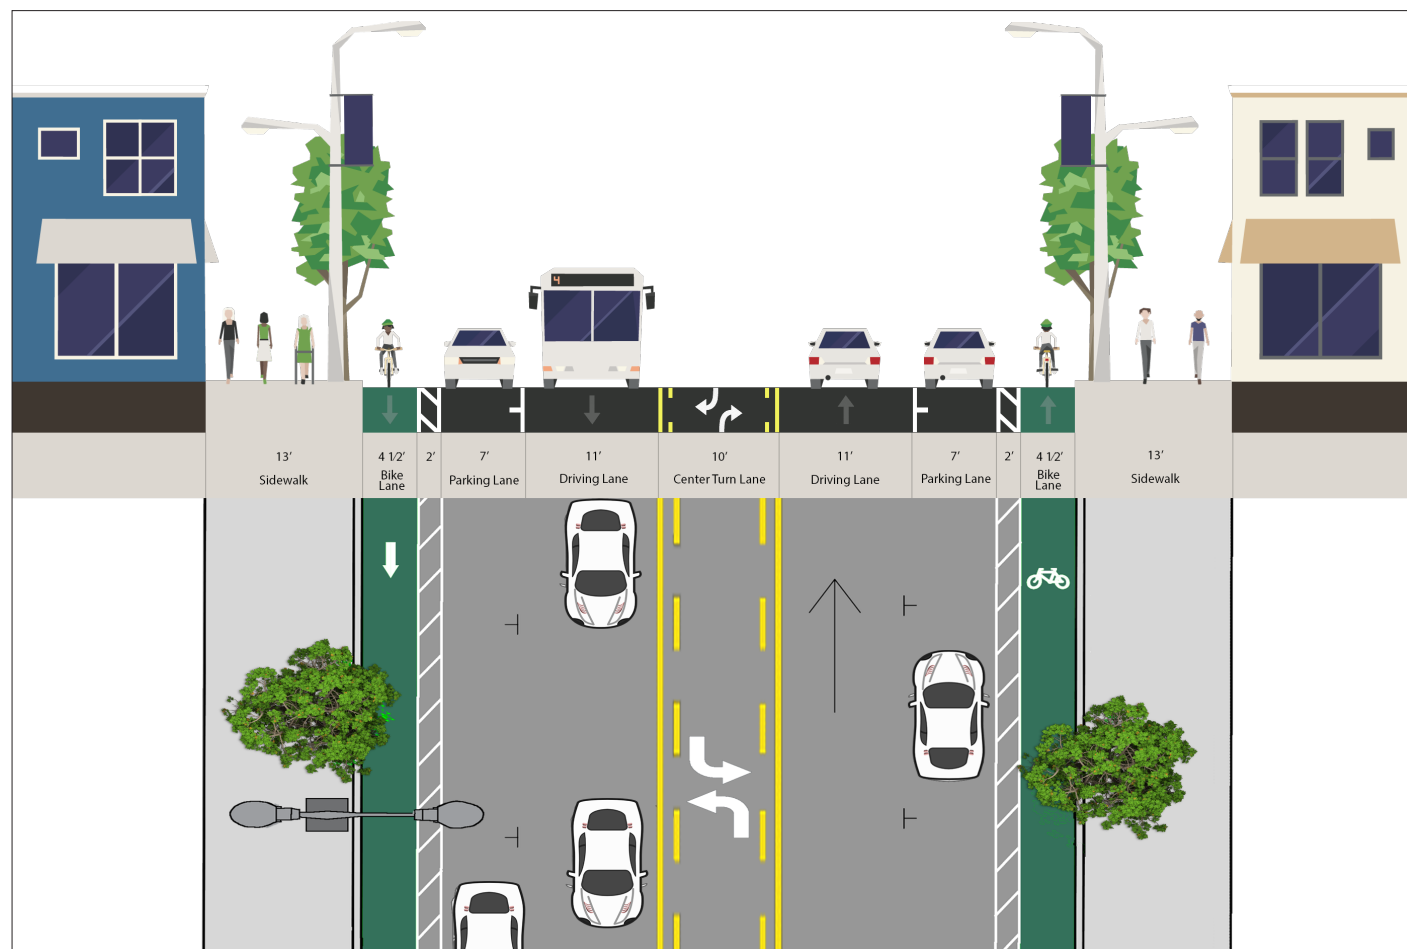 4
13’
4 1⁄2’
2’
7’
11’
10’
11’
7’
2’
4 1⁄2’
13’
Sidewalk
Bike
Lane
Parking Lane
Driving Lane
Center Turn Lane
Driving Lane
Parking Lane
Bike
Lane
Sidewalk